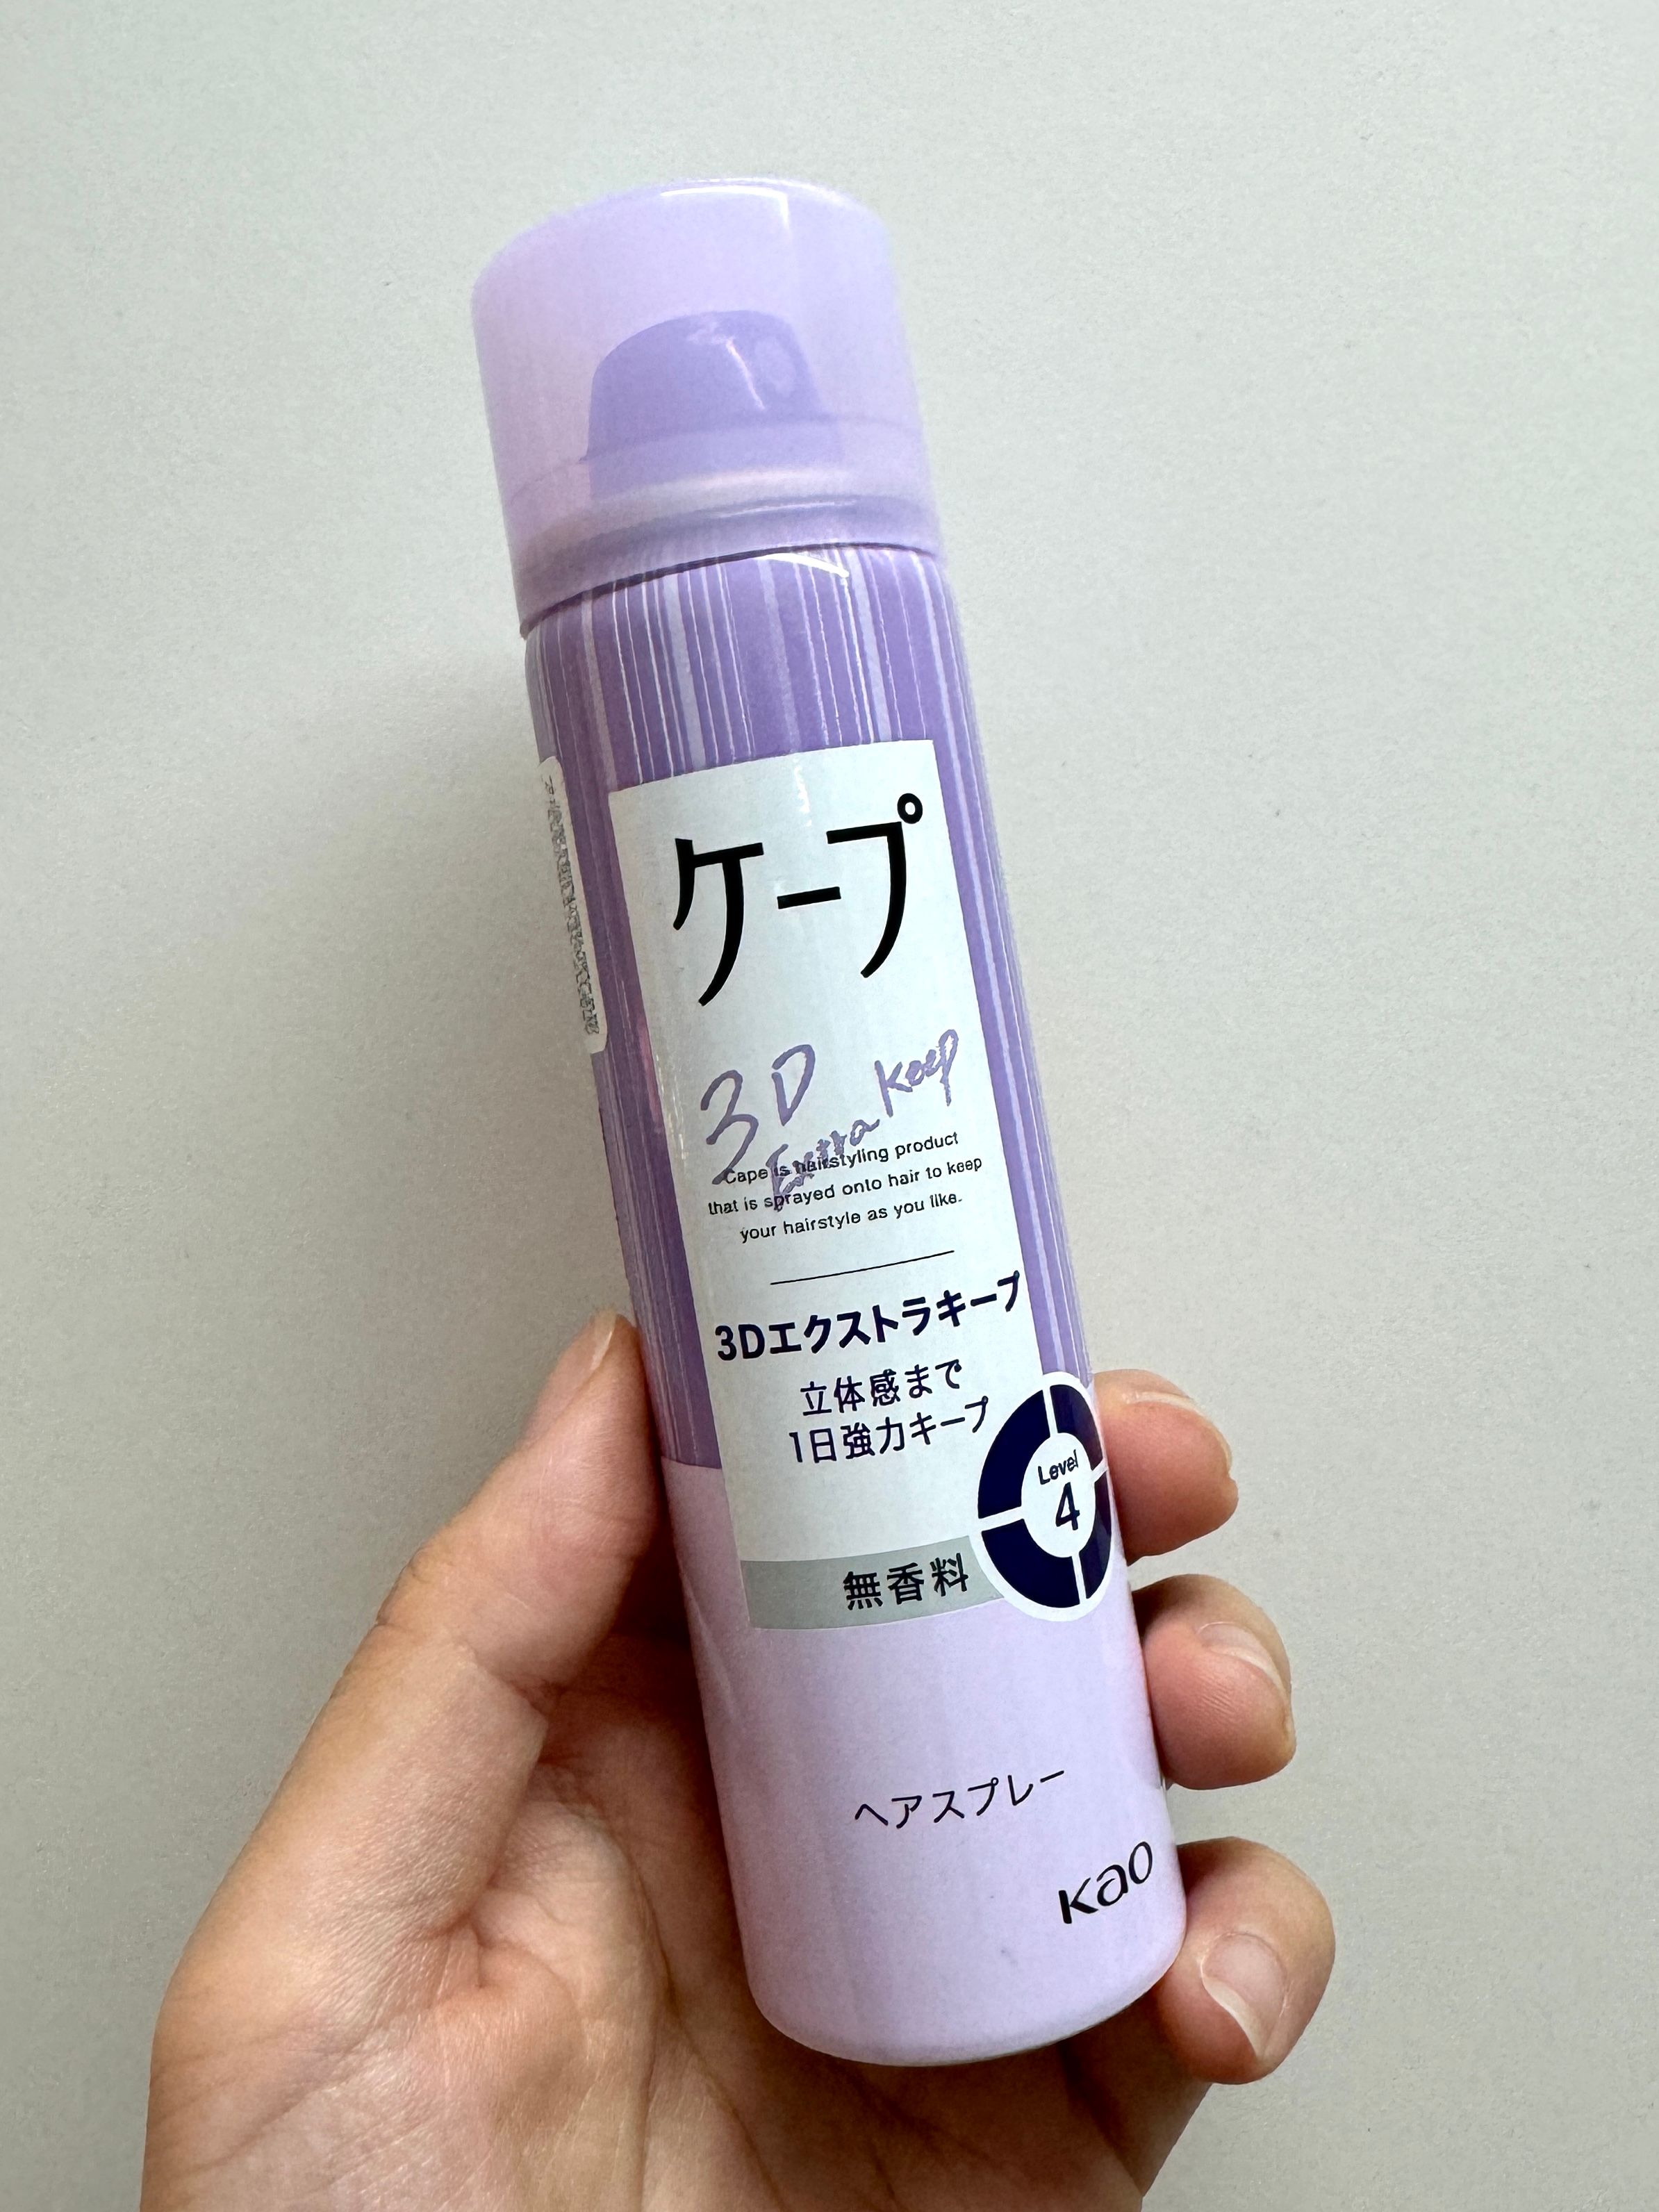 ケープ
3D
Extra Keep
Cape is hairstyling product
that is sprayed onto hair to keep
your hairstyle as you like.
3Dエクストラキープ
立体感まで
1日強力キープ
Level
4
無香料
ヘアスプレー
Kao